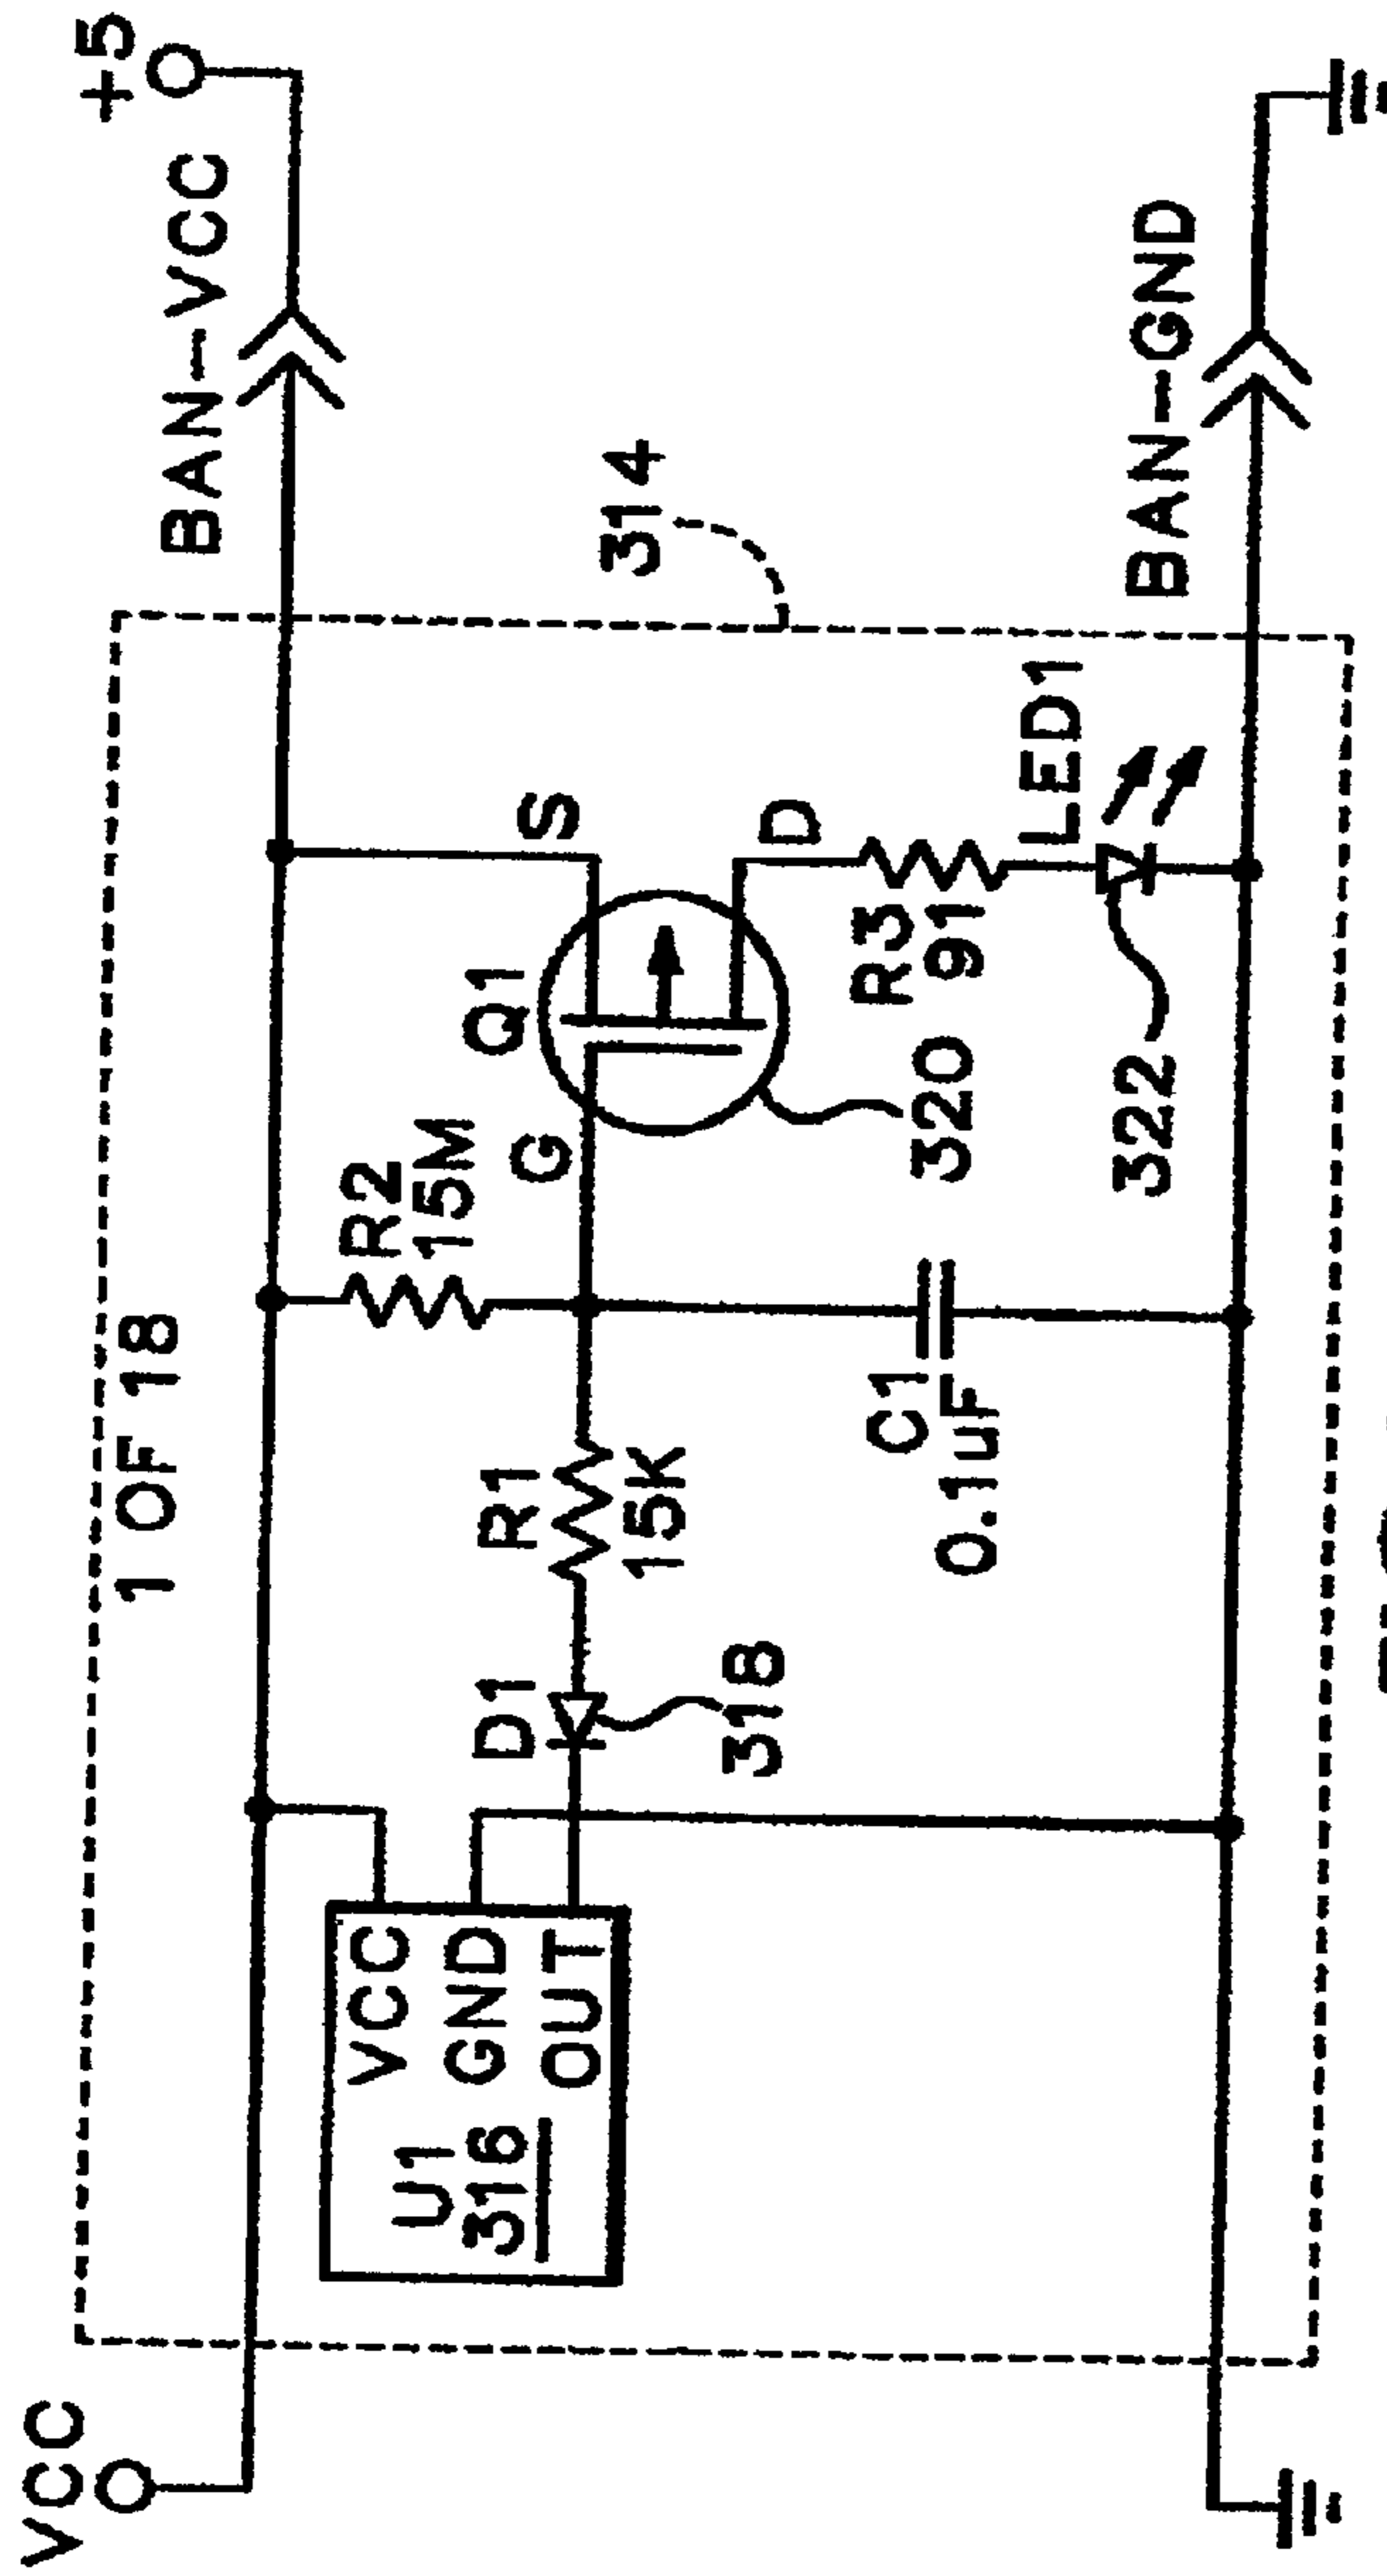 VCC
+5
1 OF 18
BAN-VCC
R2
15M
Q1
S
G
D
314
U1
316
VCC
GND
OUT
D1
318
R1
15K
C1
0.1uF
320
R3
91
LED1
322
BAN-GND